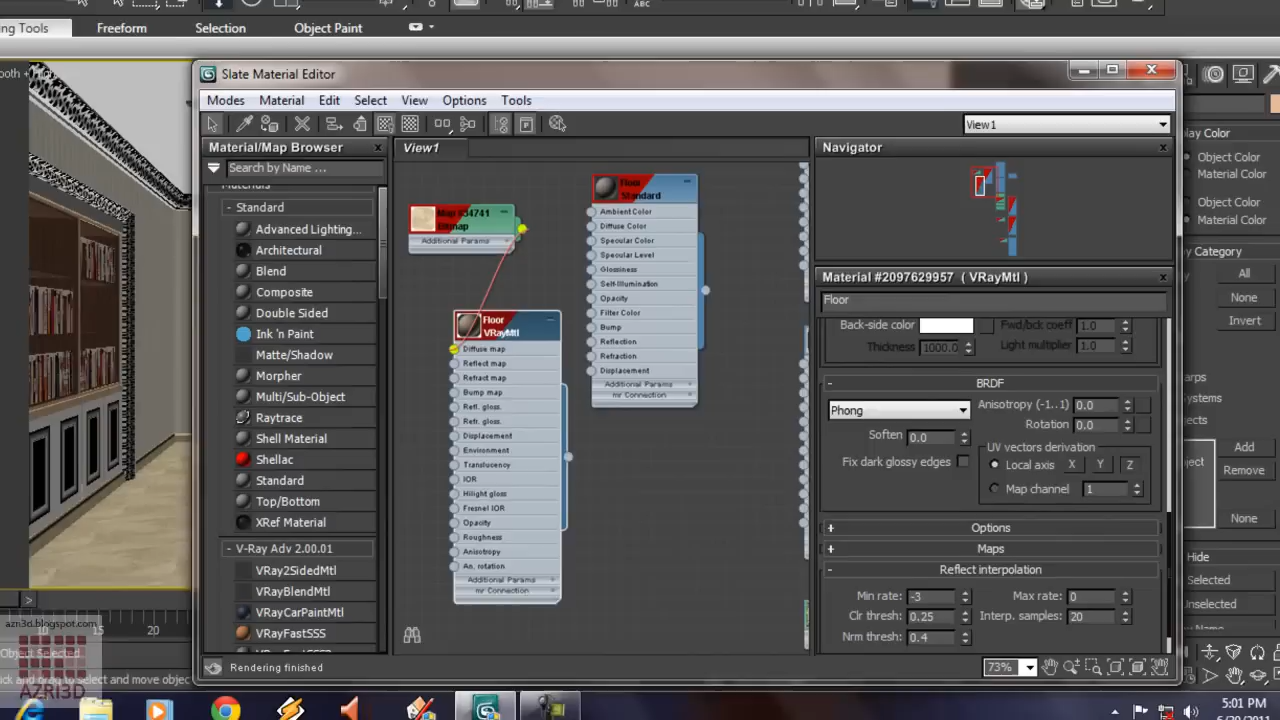 ing Tools
Freeform
Selection
Object Paint
Slate Material Editor
Modes
Material
Edit
Select
View
Options
Tools
View1
Material/Map Browser
View1
Navigator
Search by Name ...
Materials
Standard
Advanced Lighting...
Architectural
Blend
Composite
Double Sided
Ink 'n Paint
Matte/Shadow
Morpher
Multi/Sub-Object
Raytrace
Shell Material
Shellac
Standard
Top/Bottom
XRef Material
V-Ray Adv 2.00.01
VRay2SidedMtl
VRayBlendMtl
VRayCarPaintMtl
VRayFastSSS
Map #34741
Bitmap
Additional Params
Floor
VRayMtl
Diffuse map
Reflect map
Refract map
Bump map
Refl. gloss.
Refr. gloss.
Displacement
Environment
Translucency
IOR
Hilight gloss
Fresnel IOR
Opacity
Roughness
Anisotropy
An. rotation
Additional Params
mr Connection
Floor
Standard
Ambient Color
Diffuse Color
Specular Color
Specular Level
Glossiness
Self-Illumination
Opacity
Filter Color
Bump
Reflection
Refraction
Displacement
Additional Params
mr Connection
Material #2097629957 ( VRayMtl )
Floor
Back-side color
Fwd/bck coeff
1.0
Thickness
1000.0
Light multiplier
1.0
BRDF
Phong
Anisotropy (-1..1)
0.0
Rotation
0.0
Soften
0.0
UV vectors derivation
Fix dark glossy edges
Local axis
X
Y
Z
Map channel
1
Options
Maps
Reflect interpolation
Min rate:
-3
Max rate:
0
Clr thresh:
0.25
Interp. samples:
20
Nrm thresh:
0.4
73%
Rendering finished
play Color
Object Color
Material Color
Object Color
Material Color
y Category
All
None
Invert
Add
Remove
None
Hide
Selected
Unselected
10
15
20
azri3d.blogspot.com
Object Selected
ck and drag to select and move objec
AZRI3D
5:01 PM